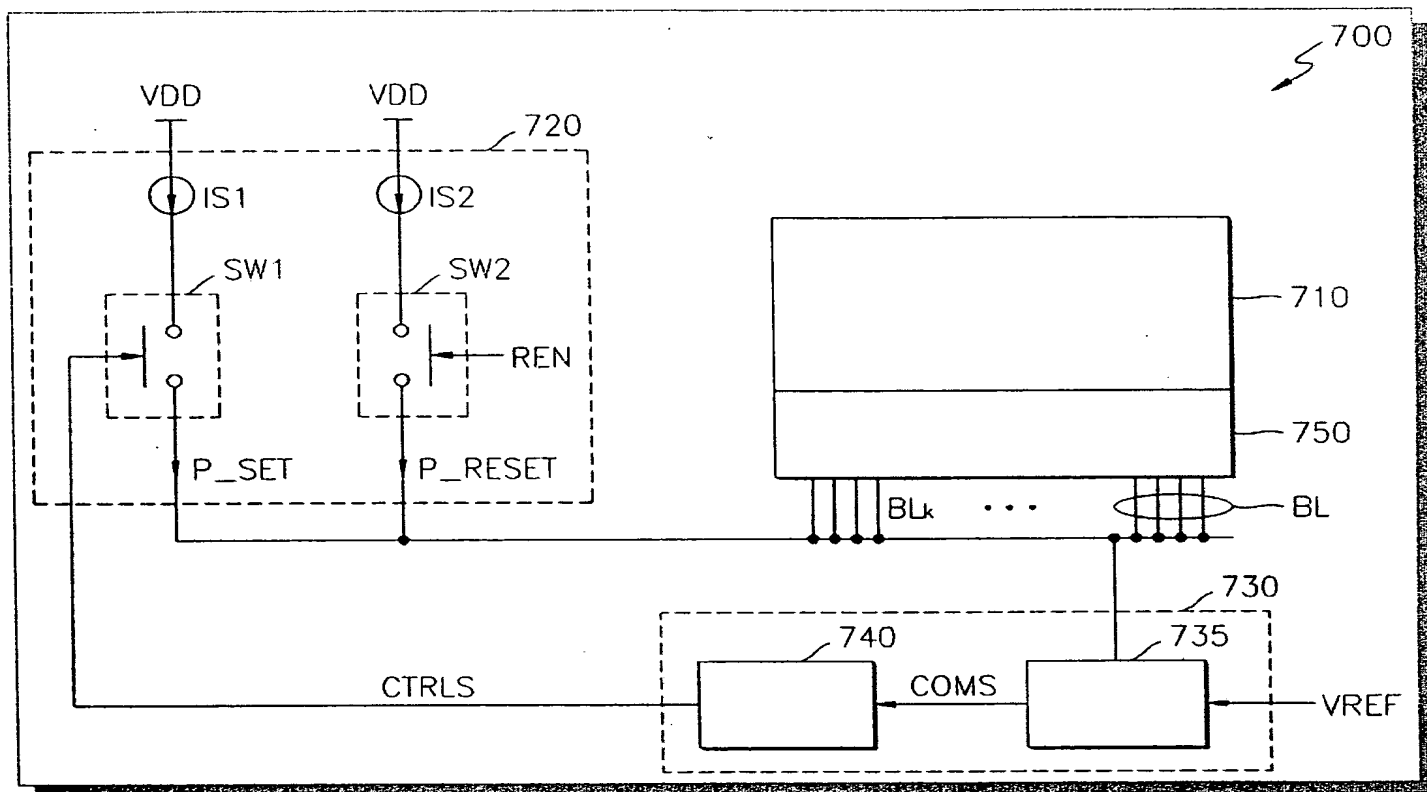 700
VDD
VDD
720
IS1
IS2
SW1
SW2
REN
710
750
P_SET
P_RESET
BLk
BL
730
740
735
CTRLS
COMS
VREF